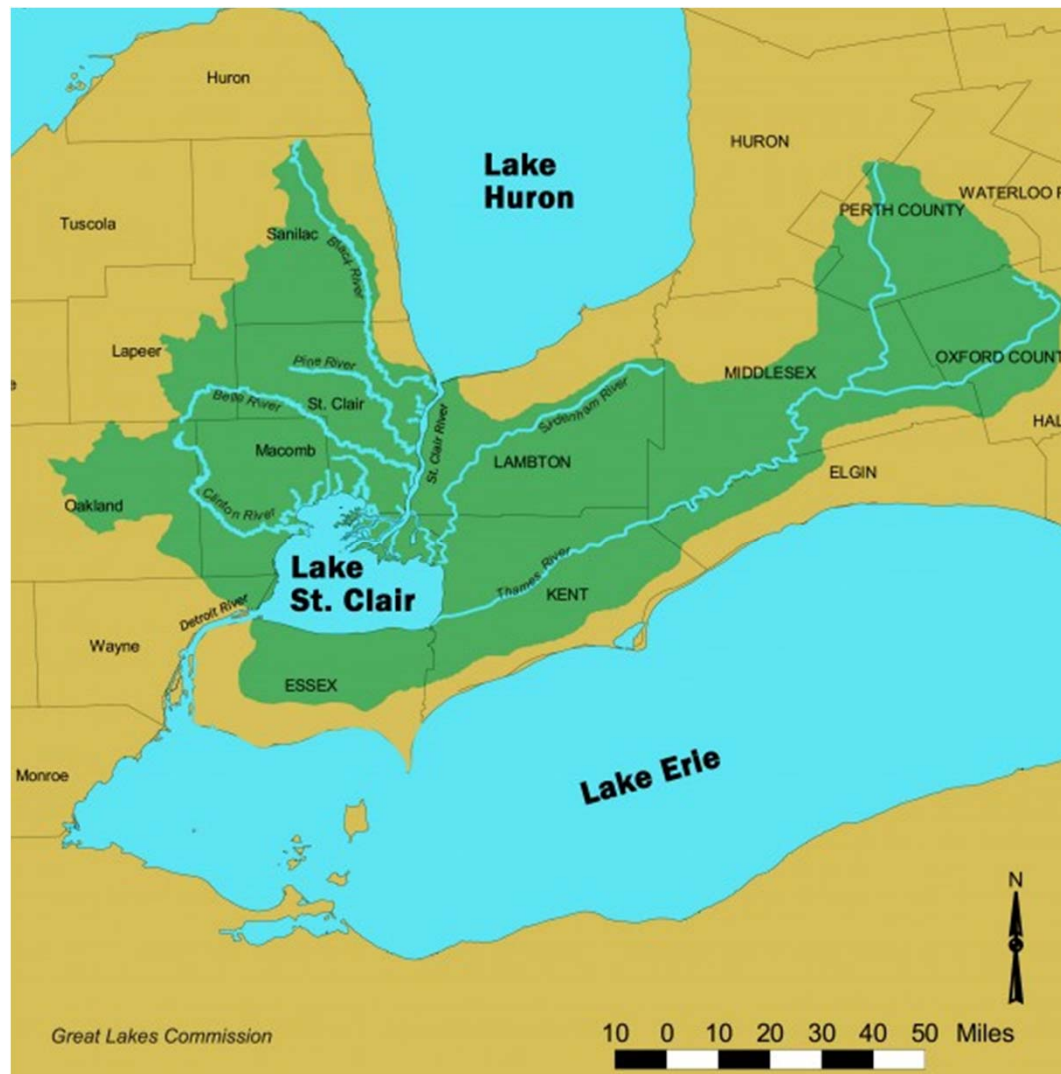 Huron
Lake
Huron
HURON
PERTH COUNTY
WATERLOO R
Tuscola
Sanilac
Black River
Lapeer
Pine River
MIDDLESEX
OXFORD COUNT
e
Belle River
St. Clair
St. Clair River
Sydenham River
HAL
Macomb
LAMBTON
ELGIN
Oakland
Clinton River
Lake
St. Clair
Thames River
KENT
Detroit River
Wayne
ESSEX
Monroe
Lake Erie
N
Great Lakes Commission
10 0 10 20 30 40 50 Miles